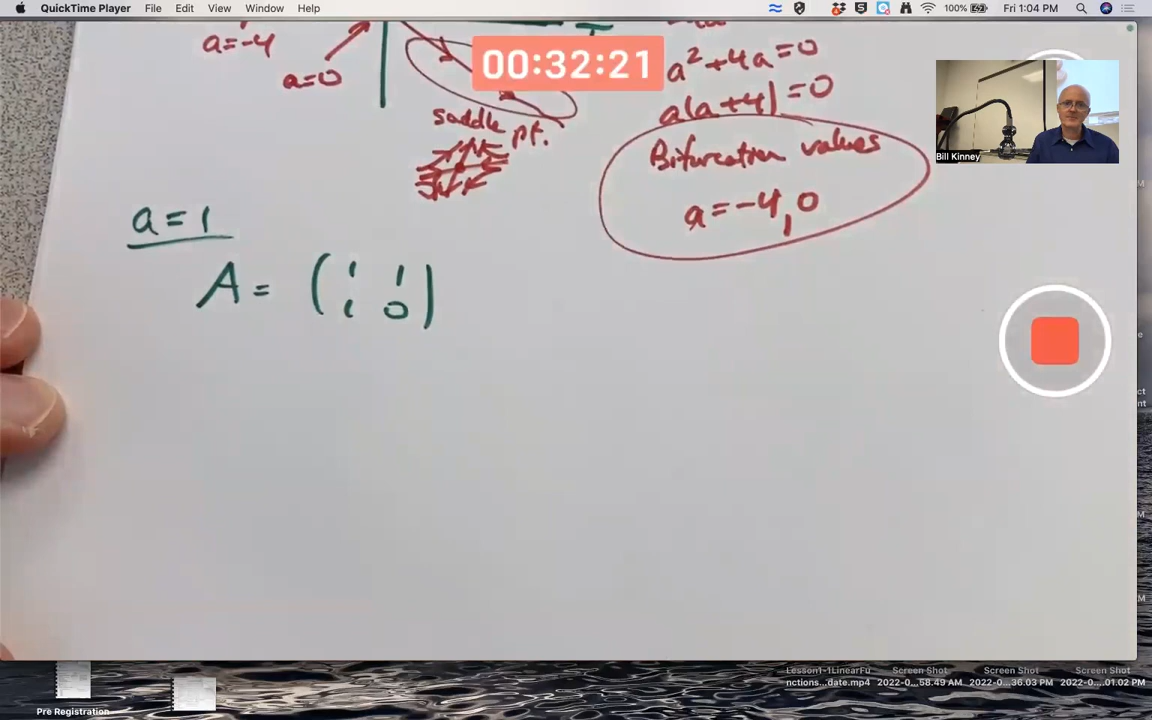 QuickTime Player File Edit View Window Help 100% Fri 1:04 PM
00:32:21
a=-4
a=0
a²+4a=0
a(a+4)=0
saddle pt.
Bifurcation values
a=-4,0
Bill Kinney
a=1
A= (1 1
1 0)
Lesson1-1LinearFu
nctions...date.mp4
Screen Shot
2022-0...58.49 AM
Screen Shot
2022-0...36.03 PM
Screen Shot
2022-0....01.02 PM
Pre Registration